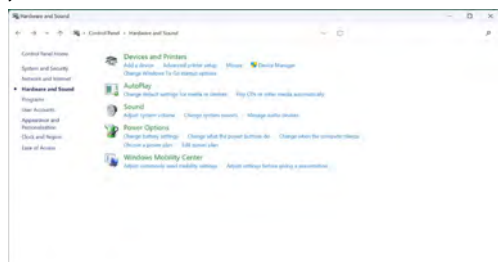 Hardware and Sound
Control Panel › Hardware and Sound
Control Panel Home
System and Security
Network and Internet
Hardware and Sound
Programs
User Accounts
Appearance and
Personalization
Clock and Region
Ease of Access
Devices and Printers
Add a device Advanced printer setup Mouse Device Manager
Change Windows To Go startup options
AutoPlay
Change default settings for media or devices Play CDs or other media automatically
Sound
Adjust system volume Change system sounds Manage audio devices
Power Options
Change battery settings Change what the power buttons do Change when the computer sleeps
Choose a power plan Edit power plan
Windows Mobility Center
Adjust commonly used mobility settings Adjust settings before giving a presentation